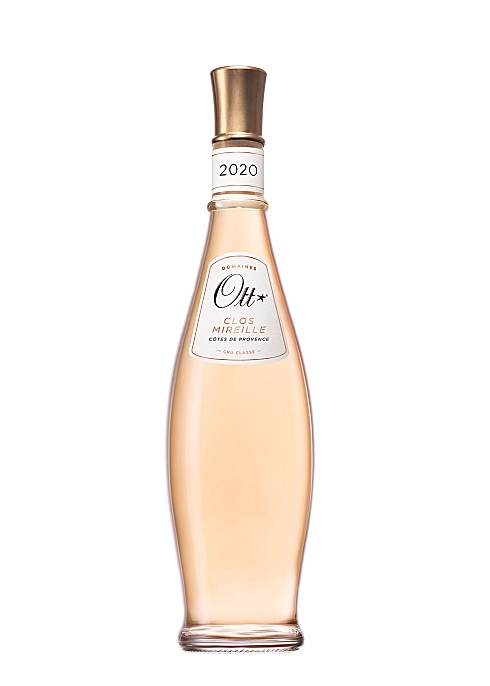 2020
DOMAINES
Ott★
CLOS
MIREILLE
CÔTES DE PROVENCE
~ CRU CLASSÉ ~